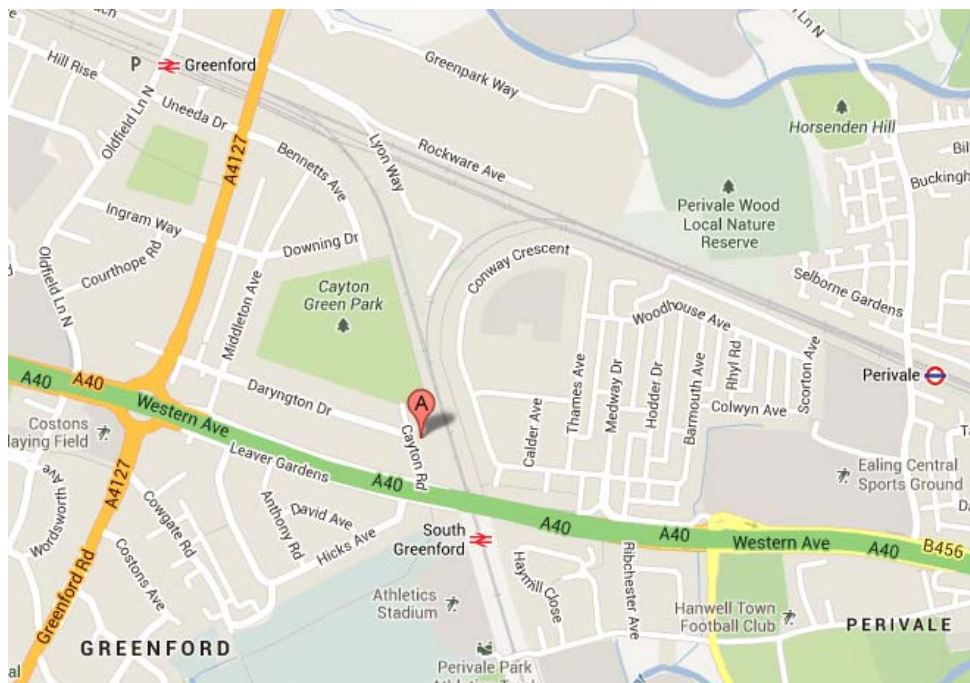 Ln N
P
Greenford
Greenpark Way
Hill Rise
Oldfield Ln N
Uneeda Dr
A4127
Bennetts Ave
Lyon Way
Rockware Ave
Horsenden Hill
Buckingh
Perivale Wood
Local Nature
Reserve
Ingram Way
Courthope Rd
Oldfield Ln N
Downing Dr
Middleton Ave
Cayton
Green Park
Conway Crescent
Selborne Gardens
Woodhouse Ave
Thames Ave
Medway Dr
Hodder Dr
Barmouth Ave
Rhyl Rd
Scorton Ave
Colwyn Ave
Calder Ave
Perivale
A40
A40
Western Ave
Daryngton Dr
A
Cayton Rd
Costons
laying Field
Leaver Gardens
A40
Ealing Central
Sports Ground
Wordsworth Ave
A4127
Cowgate Rd
Costons Ave
Greenford Rd
Anthony Rd
David Ave
Hicks Ave
South
Greenford
A40
A40
Western Ave
A40
B456
Haymill Close
Ribchester Ave
Athletics
Stadium
Hanwell Town
Football Club
PERIVALE
GREENFORD
Perivale Park